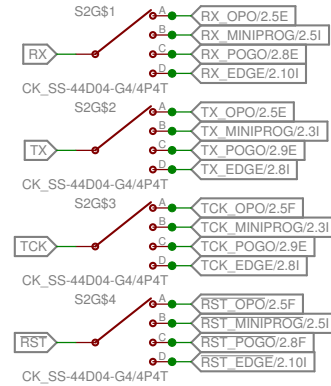 S2G$1
A RX_OPO/2.5E
B RX_MINIPROG/2.5I
RX C RX_POGO/2.8E
D RX_EDGE/2.10I
CK_SS-44D04-G4/4P4T
S2G$2
A TX_OPO/2.5E
B TX_MINIPROG/2.3I
TX C TX_POGO/2.9E
D TX_EDGE/2.8I
CK_SS-44D04-G4/4P4T
S2G$3
A TCK_OPO/2.5F
B TCK_MINIPROG/2.3I
TCK C TCK_POGO/2.9E
D TCK_EDGE/2.8I
CK_SS-44D04-G4/4P4T
S2G$4
A RST_OPO/2.5F
B RST_MINIPROG/2.5I
RST C RST_POGO/2.8F
D RST_EDGE/2.10I
CK_SS-44D04-G4/4P4T